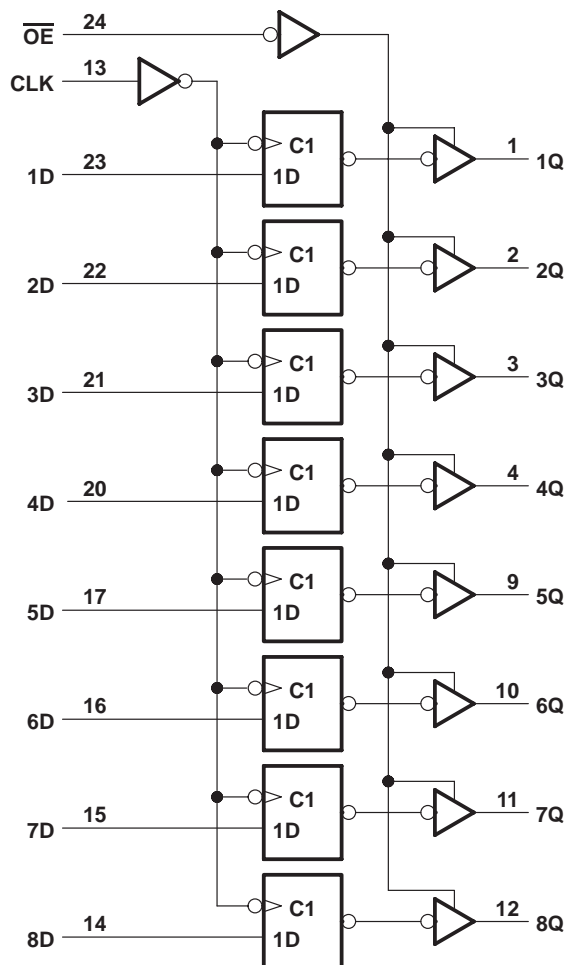 OE 24
CLK 13
C1 1 1Q
1D 23 1D
C1 2 2Q
2D 22 1D
C1 3 3Q
3D 21 1D
C1 4 4Q
4D 20 1D
C1 9 5Q
5D 17 1D
C1 10 6Q
6D 16 1D
C1 11 7Q
7D 15 1D
C1 12 8Q
8D 14 1D